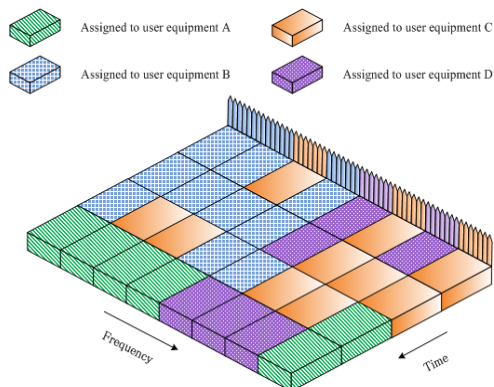 Assigned to user equipment A
Assigned to user equipment C
Assigned to user equipment B
Assigned to user equipment D
Frequency
Time